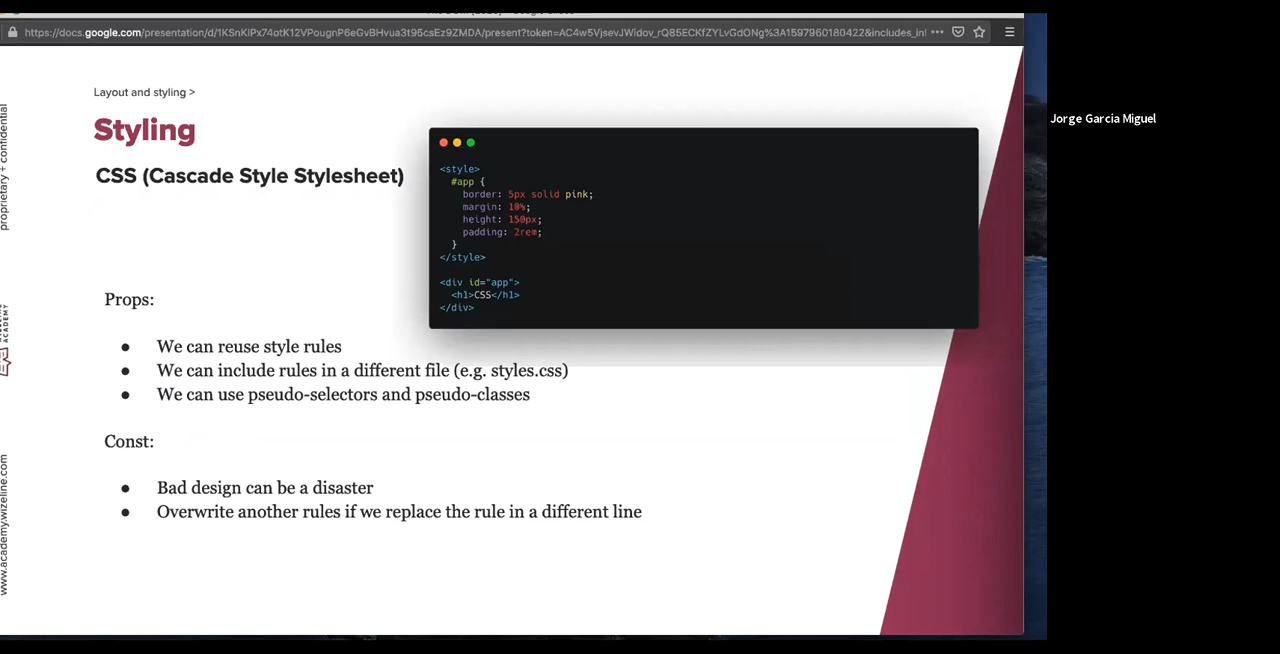 https://docs.google.com/presentation/d/1KSnKlPx74otK12VPougnP6eGvBHvua3t95csEz9ZMDA/present?token=AC4w5VjsevJWidov_rQ85ECKfZYLvGdONg%3A1597960180422&includes_in
Layout and styling >
Styling
CSS (Cascade Style Stylesheet)
<style>
#app {
border: 5px solid pink;
margin: 10%;
height: 150px;
padding: 2rem;
}
</style>
<div id="app">
<h1>CSS</h1>
</div>
Props:
● We can reuse style rules
● We can include rules in a different file (e.g. styles.css)
● We can use pseudo-selectors and pseudo-classes
Const:
● Bad design can be a disaster
● Overwrite another rules if we replace the rule in a different line
proprietary + confidential
ACADEMY
www.academy.wizeline.com
Jorge Garcia Miguel